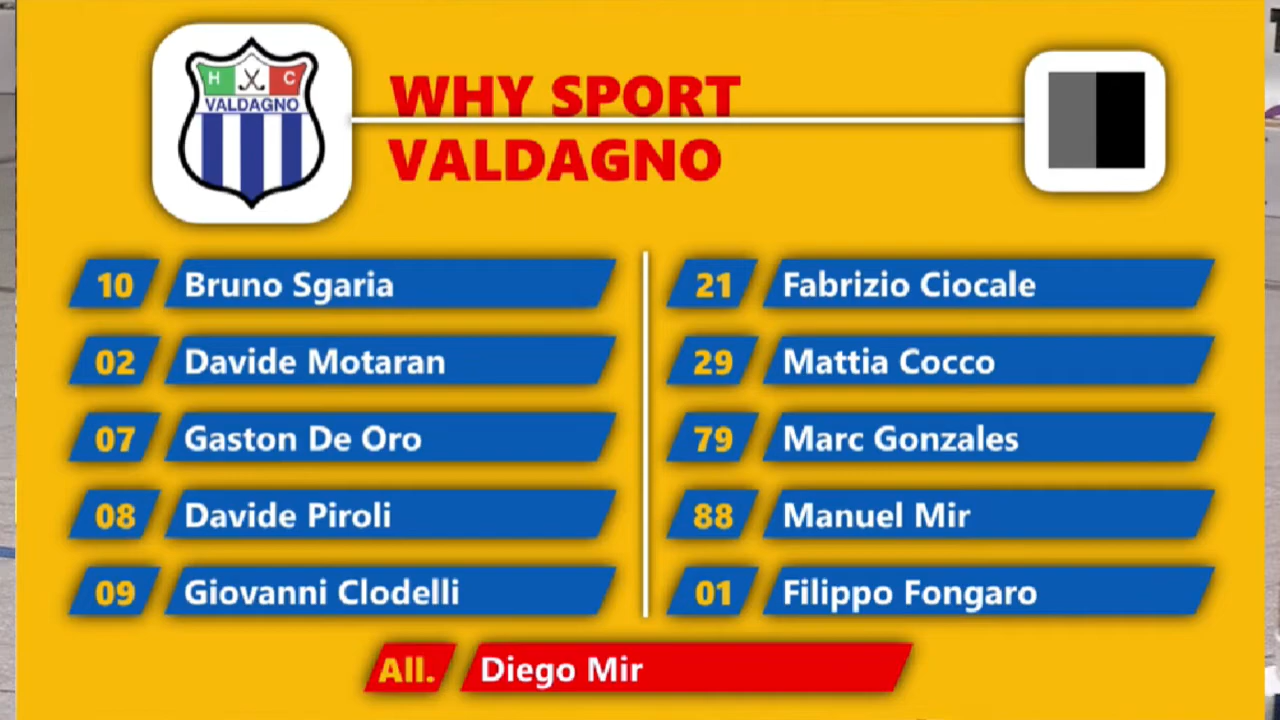 H C
VALDAGNO
WHY SPORT
VALDAGNO
10 Bruno Sgaria
02 Davide Motaran
07 Gaston De Oro
08 Davide Piroli
09 Giovanni Clodelli
21 Fabrizio Ciocale
29 Mattia Cocco
79 Marc Gonzales
88 Manuel Mir
01 Filippo Fongaro
All. Diego Mir